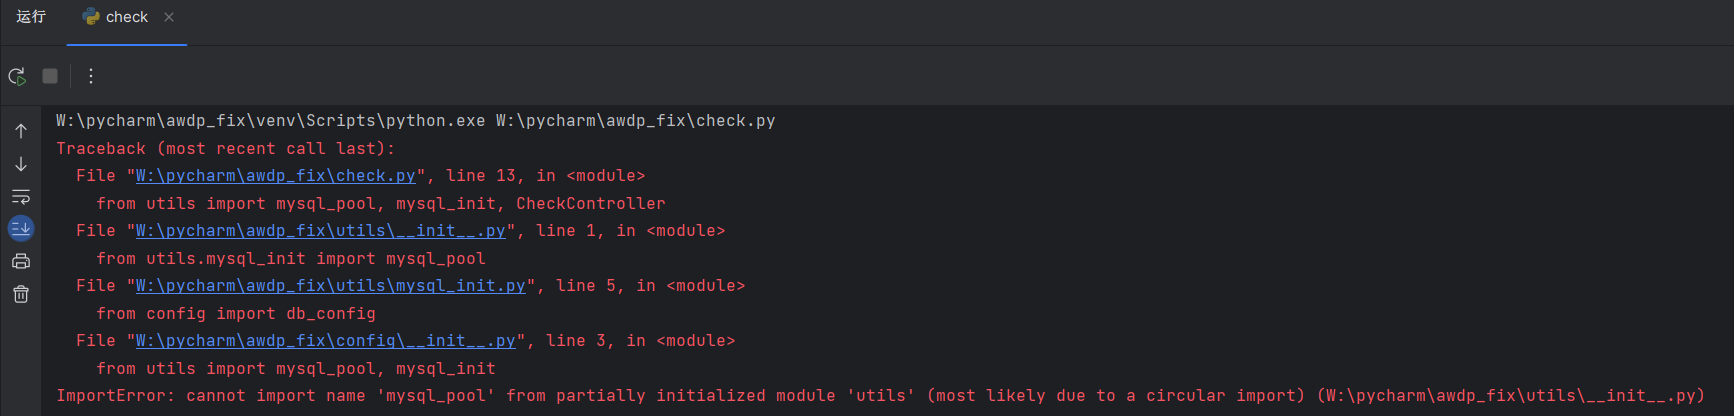 运行 check
W:\pycharm\awdp_fix\venv\Scripts\python.exe W:\pycharm\awdp_fix\check.py
Traceback (most recent call last):
File "W:\pycharm\awdp_fix\check.py", line 13, in <module>
from utils import mysql_pool, mysql_init, CheckController
File "W:\pycharm\awdp_fix\utils\__init__.py", line 1, in <module>
from utils.mysql_init import mysql_pool
File "W:\pycharm\awdp_fix\utils\mysql_init.py", line 5, in <module>
from config import db_config
File "W:\pycharm\awdp_fix\config\__init__.py", line 3, in <module>
from utils import mysql_pool, mysql_init
ImportError: cannot import name 'mysql_pool' from partially initialized module 'utils' (most likely due to a circular import) (W:\pycharm\awdp_fix\utils\__init__.py)